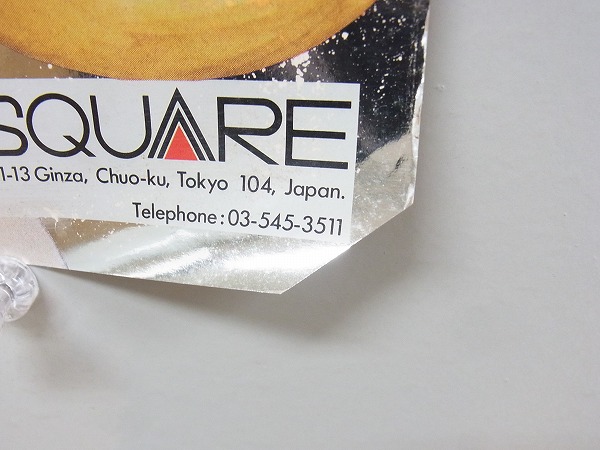 SQUARE
1-13 Ginza, Chuo-ku, Tokyo 104, Japan.
Telephone: 03-545-3511